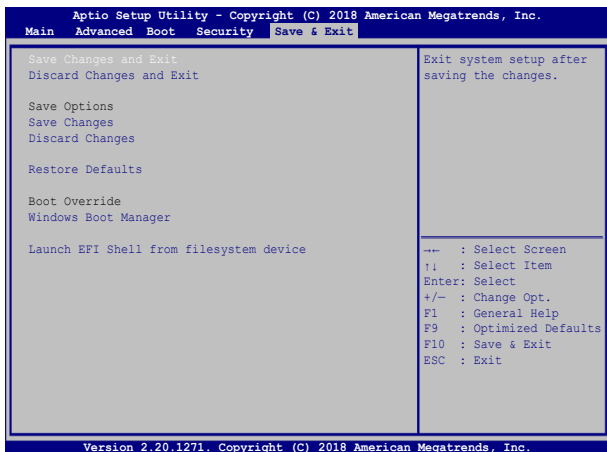 Aptio Setup Utility - Copyright (C) 2018 American Megatrends, Inc.
Main Advanced Boot Security Save & Exit
Save Changes and Exit
Discard Changes and Exit
Save Options
Save Changes
Discard Changes
Restore Defaults
Boot Override
Windows Boot Manager
Launch EFI Shell from filesystem device
Exit system setup after
saving the changes.
→← : Select Screen
↑↓ : Select Item
Enter: Select
+/— : Change Opt.
F1 : General Help
F9 : Optimized Defaults
F10 : Save & Exit
ESC : Exit
Version 2.20.1271. Copyright (C) 2018 American Megatrends, Inc.